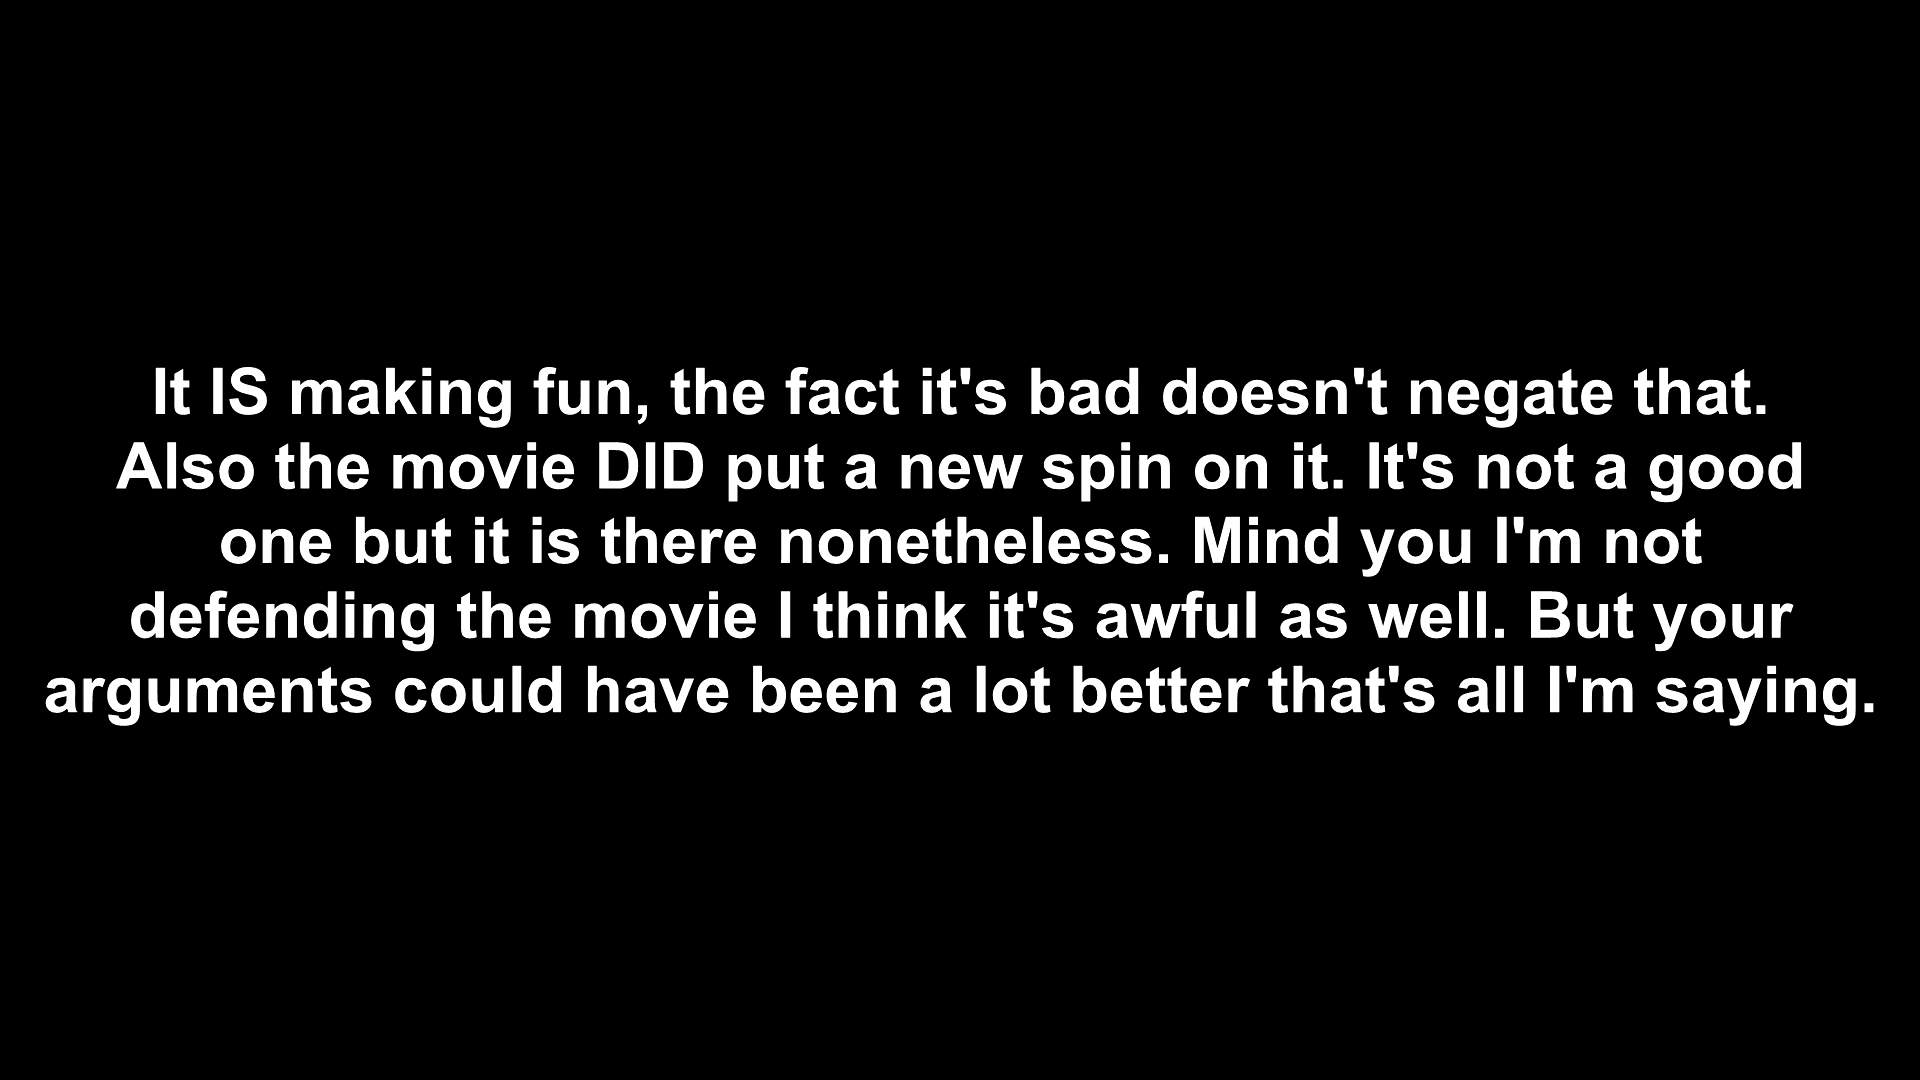 It IS making fun, the fact it's bad doesn't negate that.
Also the movie DID put a new spin on it. It's not a good
one but it is there nonetheless. Mind you I'm not
defending the movie I think it's awful as well. But your
arguments could have been a lot better that's all I'm saying.